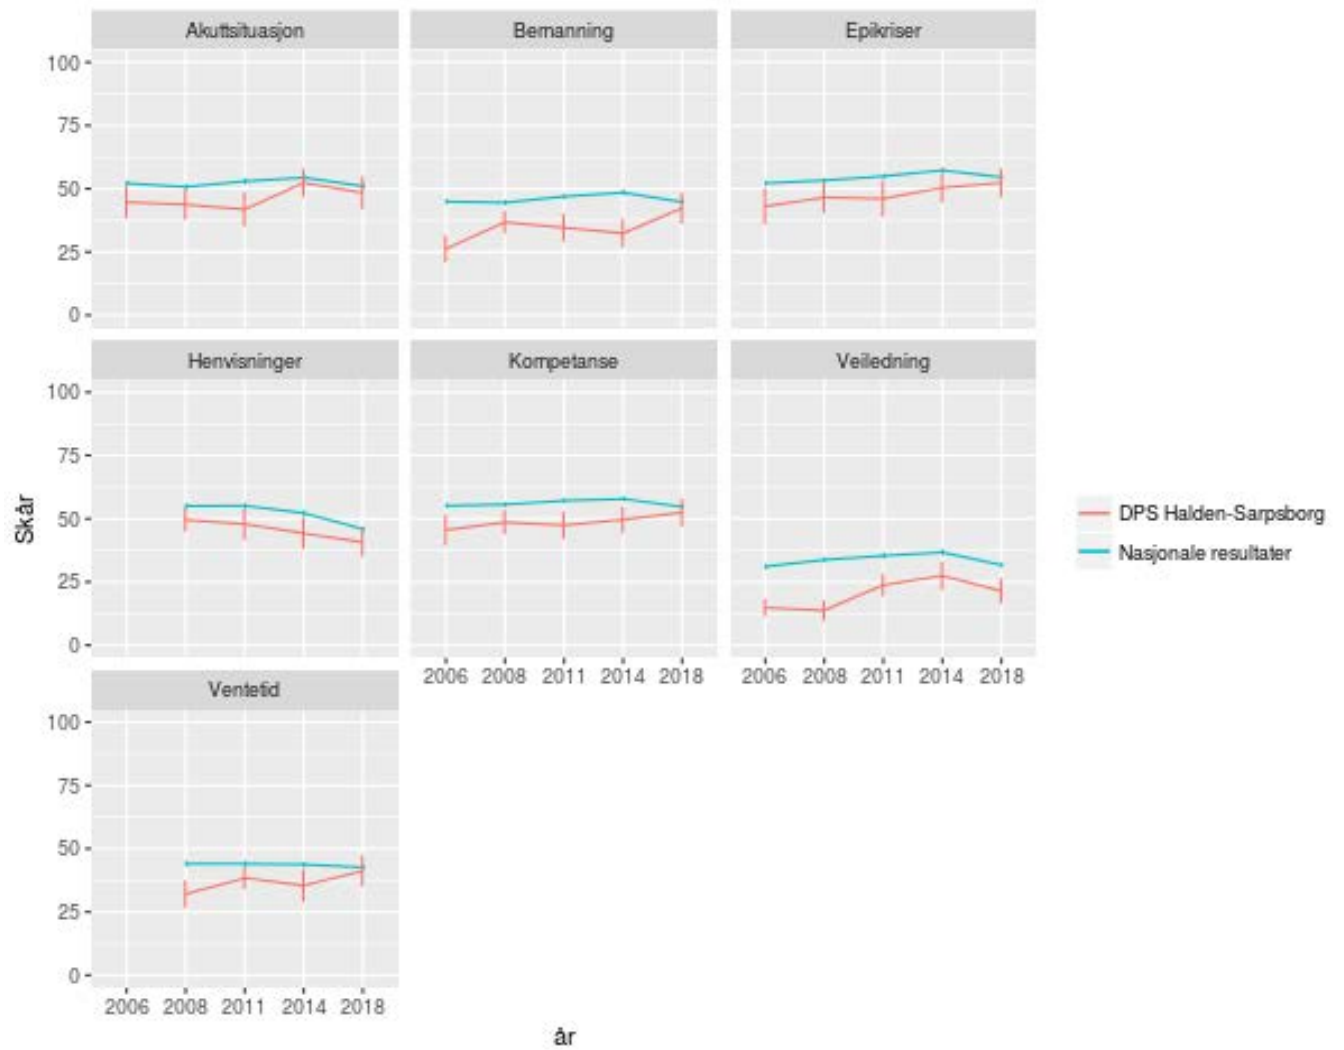 Akuttsituasjon Bemanning Epikriser
100
75
50
25
0
Henvisninger Kompetanse Veiledning
100
75
50
25
0
2006 2008 2011 2014 2018 2006 2008 2011 2014 2018
Ventetid
100
75
50
25
0
2006 2008 2011 2014 2018
år
Skår
DPS Halden-Sarpsborg
Nasjonale resultater